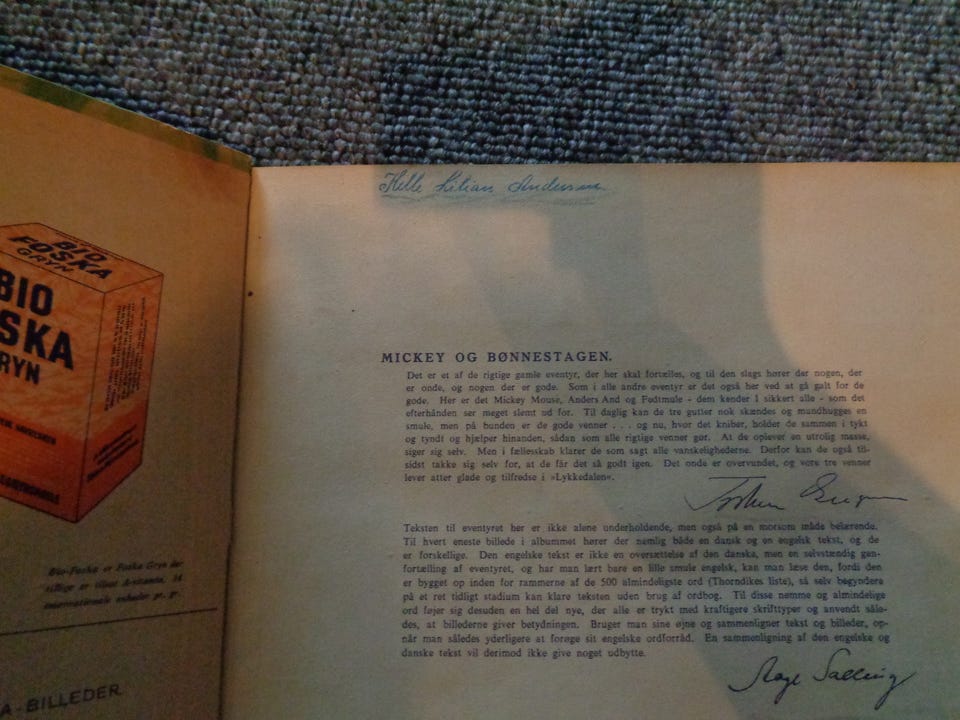 BIO
FOSKA
GRYN
BIO
SKA
GRYN
Bio-Foska er Foska Gryn der
tillige er tilsat A-vitamin, 14
internationale enheder pr. gr.
A-BILLEDER
Helle Lilian Andersen
MICKEY OG BØNNESTAGEN.
Det er et af de rigtige gamle eventyr, der her skal fortælles, og til den slags hører der nogen, der
er onde, og nogen der er gode. Som i alle andre eventyr er det også her ved at gå galt for de
gode. Her er det Mickey Mouse, Anders And og Fedtmule - dem kender I sikkert alle - som det
efterhånden ser meget slemt ud for. Til daglig kan de tre gutter nok skændes og mundhugges en
smule, men på bunden er de gode venner . . . og nu, hvor det kniber, holder de sammen i tykt
og tyndt og hjælper hinanden, sådan som alle rigtige venner gør. At de oplever en utrolig masse,
siger sig selv. Men i fællesskab klarer de som sagt alle vanskelighederne. Derfor kan de også til-
sidst takke sig selv for, at de får det så godt igen. Det onde er overvundet, og vore tre venner
lever atter glade og tilfredse i »Lykkedalen«.
Teksten til eventyret her er ikke alene underholdende, men også på en morsom måde belærende.
Til hvert eneste billede i albummet hører der nemlig både en dansk og en engelsk tekst, og de
er forskellige. Den engelske tekst er ikke en oversættelse af den danske, men en selvstændig gen-
fortælling af eventyret, og har man lært bare en lille smule engelsk, kan man læse den, fordi den
er bygget op inden for rammerne af de 500 almindeligste ord (Thorndikes liste), så selv begyndere
på et ret tidligt stadium kan klare teksten uden brug af ordbog. Til disse nemme og almindelige
ord føjer sig desuden en hel del nye, der alle er trykt med kraftigere skrifttyper og anvendt såle-
des, at billederne giver betydningen. Bruger man sine øjne og sammenligner tekst og billeder, op-
når man således yderligere at forøge sit engelske ordforråd. En sammenligning af den engelske og
danske tekst vil derimod ikke give noget udbytte.
Aage Salling